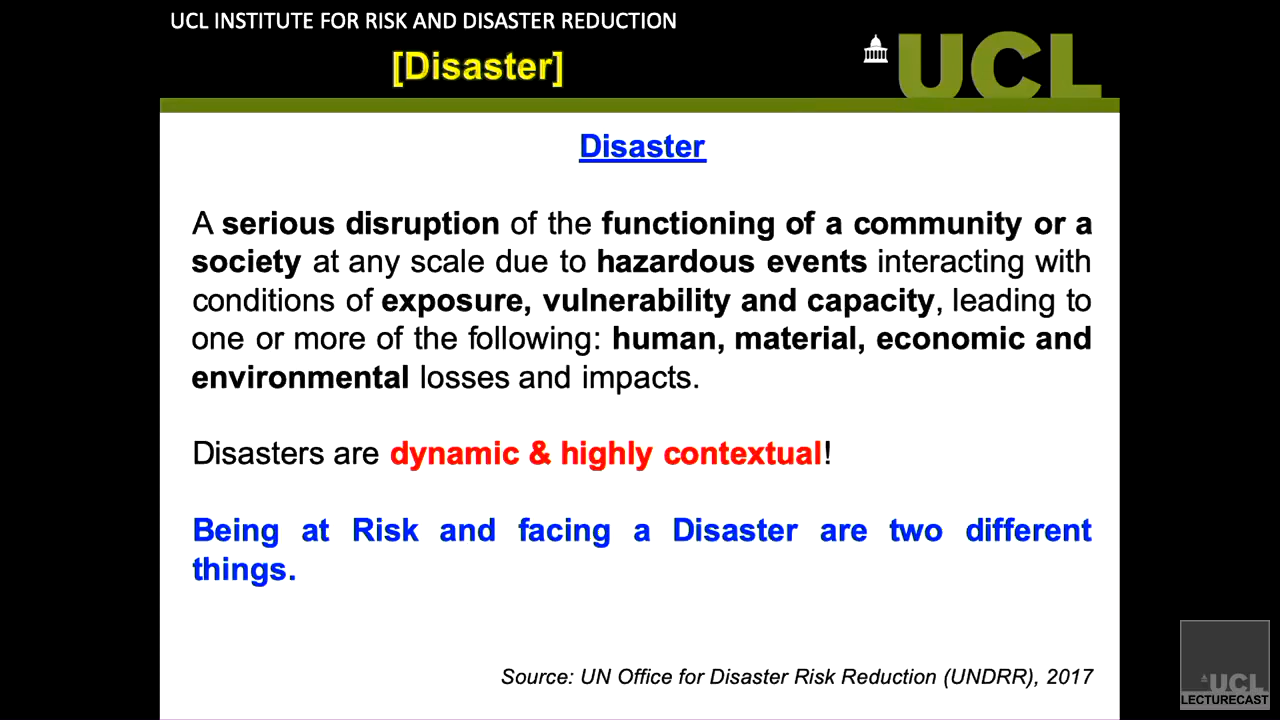 UCL INSTITUTE FOR RISK AND DISASTER REDUCTION
[Disaster]
UCL
Disaster
A serious disruption of the functioning of a community or a
society at any scale due to hazardous events interacting with
conditions of exposure, vulnerability and capacity, leading to
one or more of the following: human, material, economic and
environmental losses and impacts.
Disasters are dynamic & highly contextual!
Being at Risk and facing a Disaster are two different
things.
Source: UN Office for Disaster Risk Reduction (UNDRR), 2017
UCL
LECTURECAST